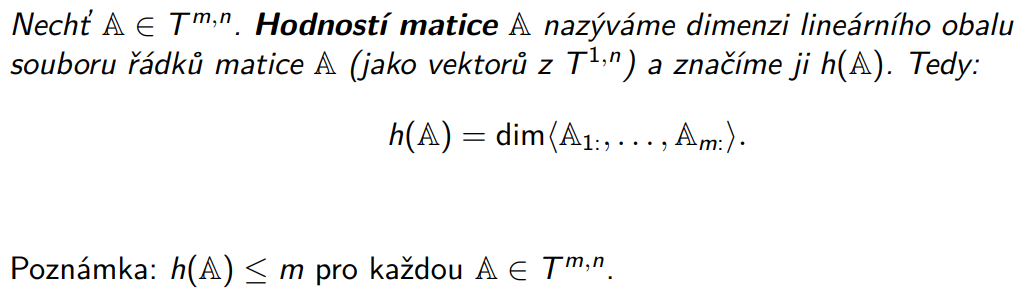 Nechť 𝔸 ∈ T^{m,n}. Hodností matice 𝔸 nazýváme dimenzi lineárního obalu
souboru řádků matice 𝔸 (jako vektorů z T^{1,n}) a značíme ji h(𝔸). Tedy:
h(𝔸) = dim⟨𝔸_{1:}, . . . , 𝔸_{m:}⟩.
Poznámka: h(𝔸) ≤ m pro každou 𝔸 ∈ T^{m,n}.